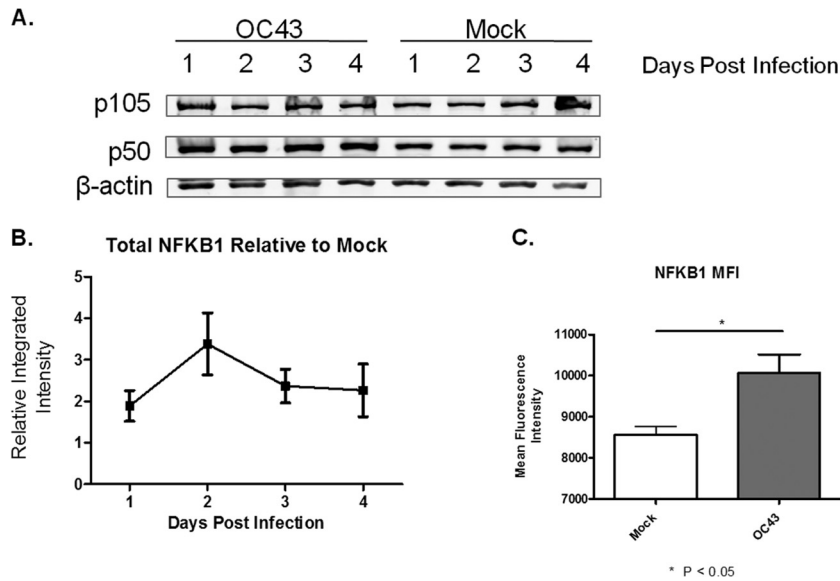 A.
OC43 Mock
1 2 3 4 1 2 3 4 Days Post Infection
p105
p50
β-actin
B.
Total NFKB1 Relative to Mock
Relative Integrated
Intensity
5
4
3
2
1
0
1 2 3 4
Days Post Infection
C.
NFKB1 MFI
*
Mean Fluorescence
Intensity
11000
10000
9000
8000
7000
Mock OC43
* P < 0.05